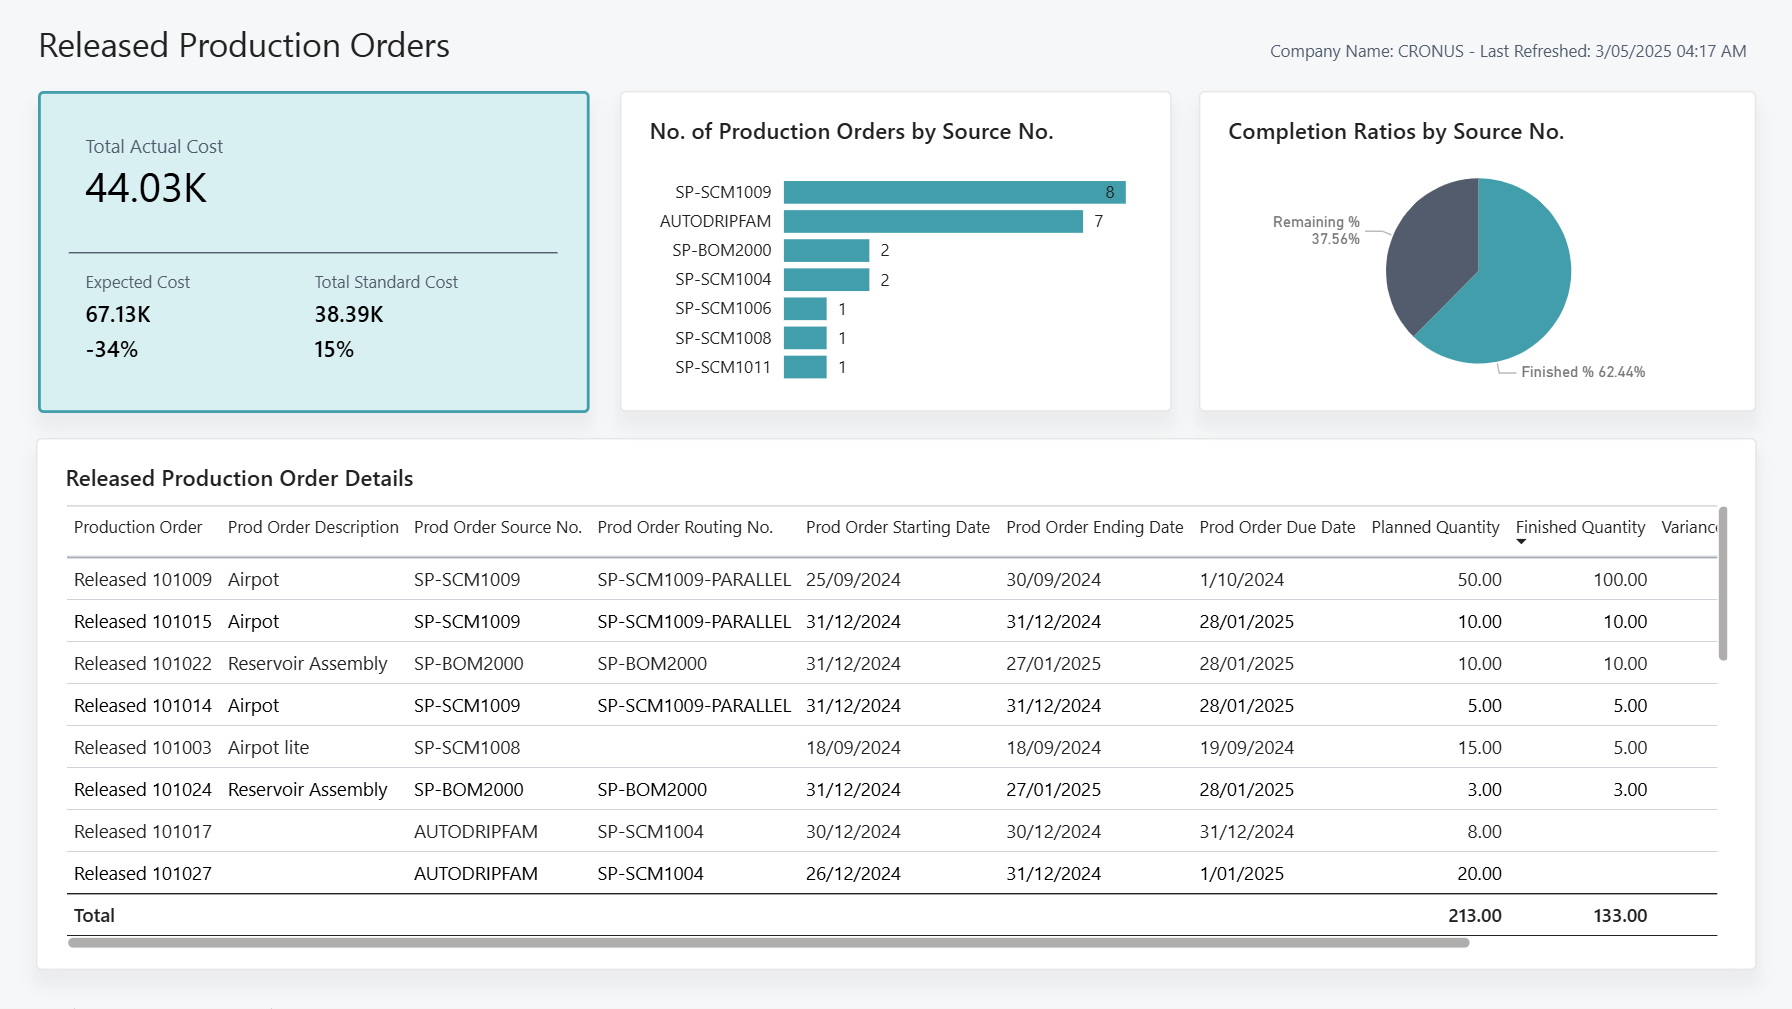 Released Production Orders
Company Name: CRONUS - Last Refreshed: 3/05/2025 04:17 AM
Total Actual Cost
44.03K
Expected Cost Total Standard Cost
67.13K 38.39K
-34% 15%
No. of Production Orders by Source No.
SP-SCM1009 8
AUTODRIPFAM 7
SP-BOM2000 2
SP-SCM1004 2
SP-SCM1006 1
SP-SCM1008 1
SP-SCM1011 1
Completion Ratios by Source No.
Remaining %
37.56%
Finished % 62.44%
Released Production Order Details
Production Order Prod Order Description Prod Order Source No. Prod Order Routing No. Prod Order Starting Date Prod Order Ending Date Prod Order Due Date Planned Quantity Finished Quantity Variance
Released 101009 Airpot SP-SCM1009 SP-SCM1009-PARALLEL 25/09/2024 30/09/2024 1/10/2024 50.00 100.00
Released 101015 Airpot SP-SCM1009 SP-SCM1009-PARALLEL 31/12/2024 31/12/2024 28/01/2025 10.00 10.00
Released 101022 Reservoir Assembly SP-BOM2000 SP-BOM2000 31/12/2024 27/01/2025 28/01/2025 10.00 10.00
Released 101014 Airpot SP-SCM1009 SP-SCM1009-PARALLEL 31/12/2024 31/12/2024 28/01/2025 5.00 5.00
Released 101003 Airpot lite SP-SCM1008 18/09/2024 18/09/2024 19/09/2024 15.00 5.00
Released 101024 Reservoir Assembly SP-BOM2000 SP-BOM2000 31/12/2024 27/01/2025 28/01/2025 3.00 3.00
Released 101017 AUTODRIPFAM SP-SCM1004 30/12/2024 30/12/2024 31/12/2024 8.00
Released 101027 AUTODRIPFAM SP-SCM1004 26/12/2024 31/12/2024 1/01/2025 20.00
Total 213.00 133.00